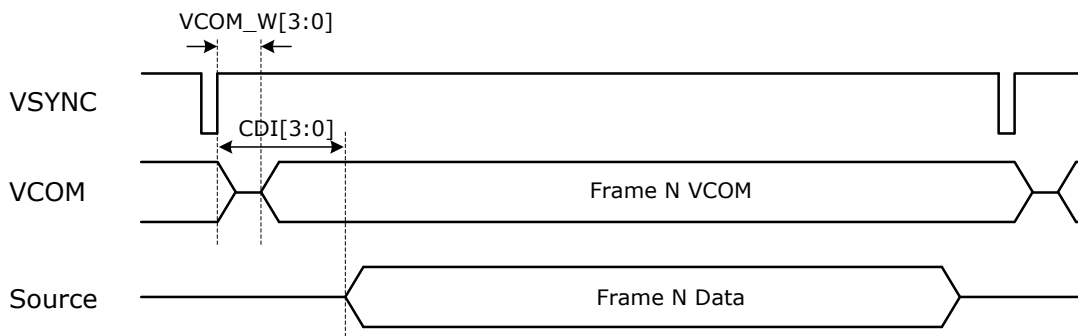 VCOM_W[3:0]
VSYNC
CDI[3:0]
VCOM
Frame N VCOM
Source
Frame N Data